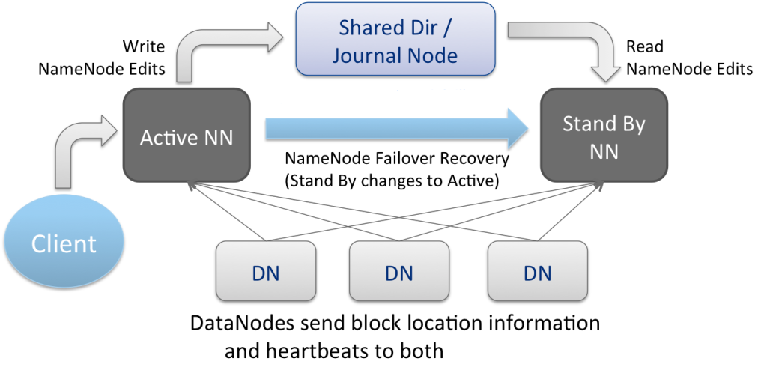 Write
NameNode Edits
Shared Dir /
Journal Node
Read
NameNode Edits
Active NN
Stand By
NN
NameNode Failover Recovery
(Stand By changes to Active)
Client
DN
DN
DN
DataNodes send block location information
and heartbeats to both